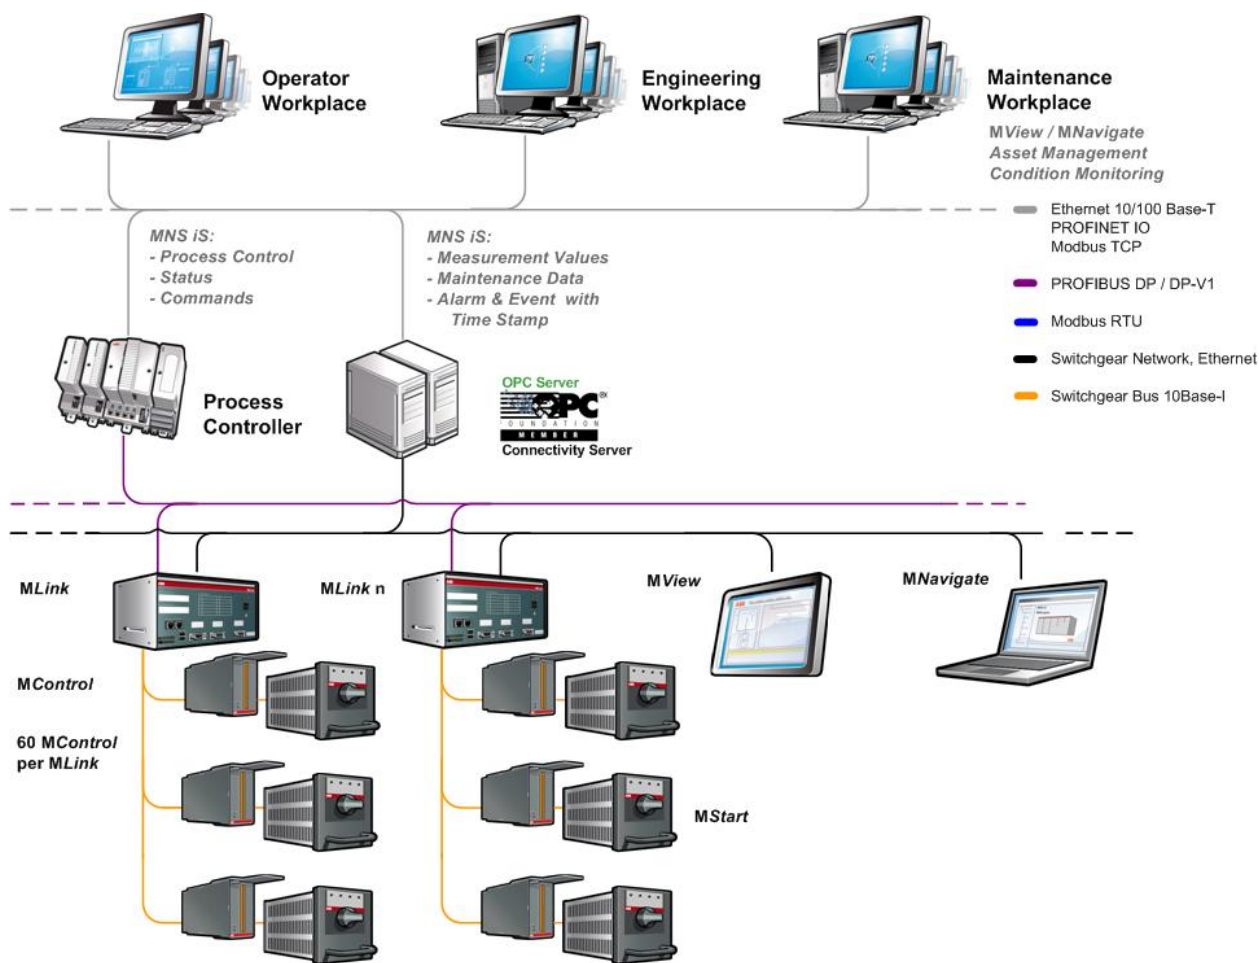 Operator
Workplace
Engineering
Workplace
Maintenance
Workplace
MView / MNavigate
Asset Management
Condition Monitoring
Ethernet 10/100 Base-T
PROFINET IO
Modbus TCP
PROFIBUS DP / DP-V1
Modbus RTU
Switchgear Network, Ethernet
Switchgear Bus 10Base-I
MNS iS:
- Process Control
- Status
- Commands
MNS iS:
- Measurement Values
- Maintenance Data
- Alarm & Event with
Time Stamp
Process
Controller
OPC Server
OPC
FOUNDATION
MEMBER
Connectivity Server
MLink
MLink n
MView
MNavigate
MControl
60 MControl
per MLink
MStart